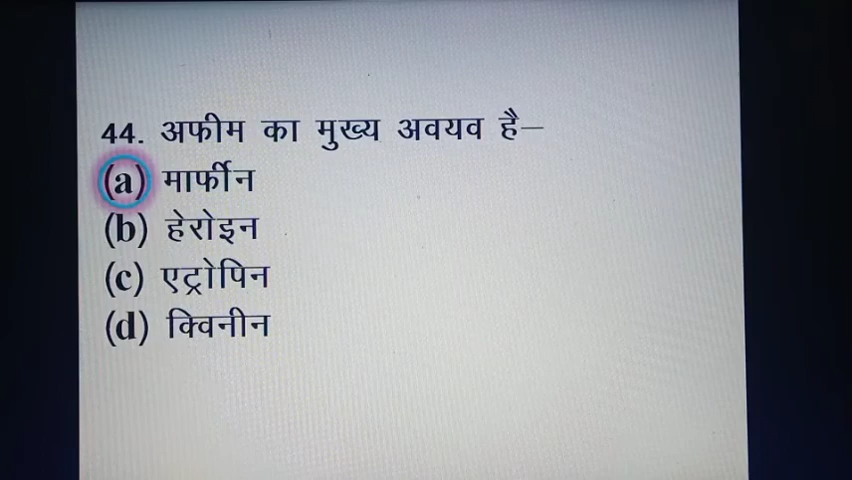 44. अफीम का मुख्य अवयव है–
(a) मार्फीन
(b) हेरोइन
(c) एट्रोपिन
(d) क्विनीन